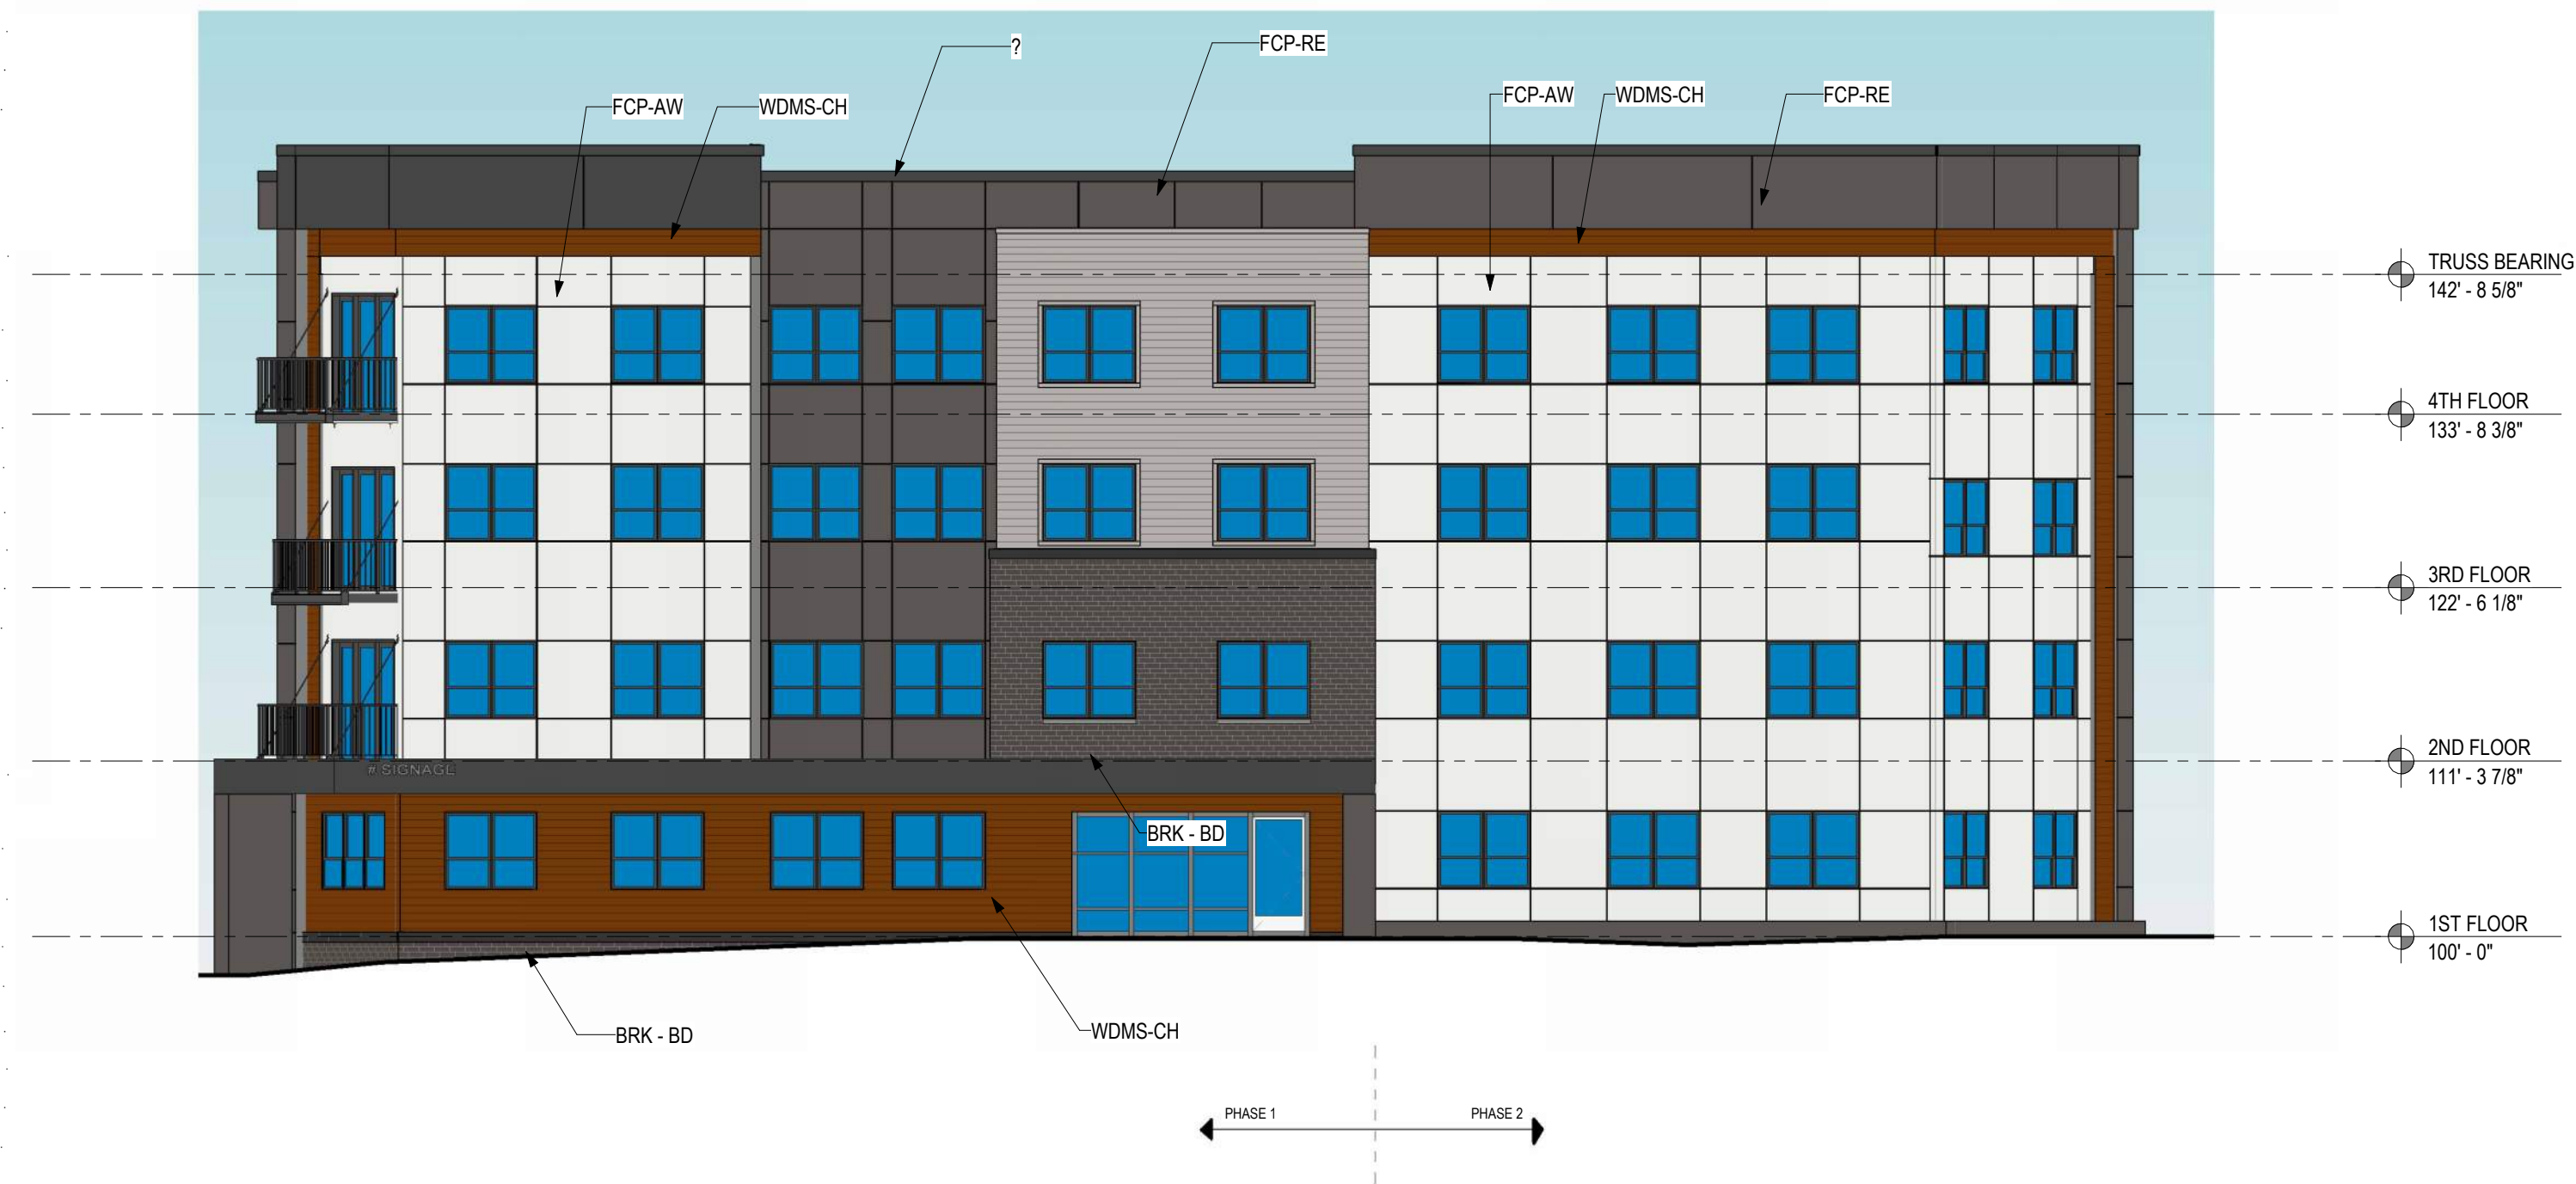 ?
FCP-RE
FCP-AW
WDMS-CH
FCP-AW
WDMS-CH
FCP-RE
TRUSS BEARING
142' - 8 5/8"
4TH FLOOR
133' - 8 3/8"
3RD FLOOR
122' - 6 1/8"
2ND FLOOR
111' - 3 7/8"
# SIGNAGE
BRK - BD
1ST FLOOR
100' - 0"
BRK - BD
WDMS-CH
PHASE 1
PHASE 2